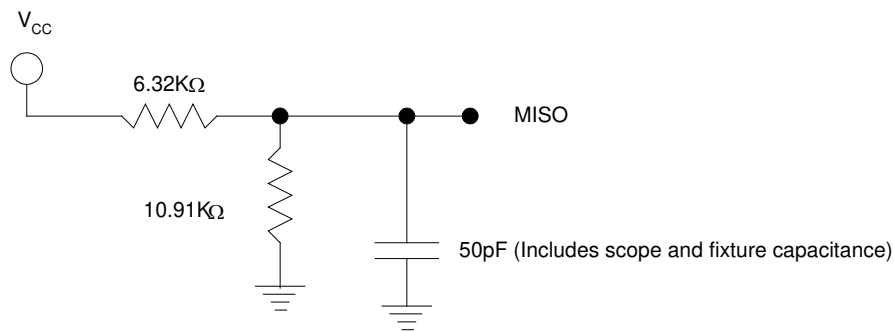 V_CC
6.32KΩ
MISO
10.91KΩ
50pF (Includes scope and fixture capacitance)